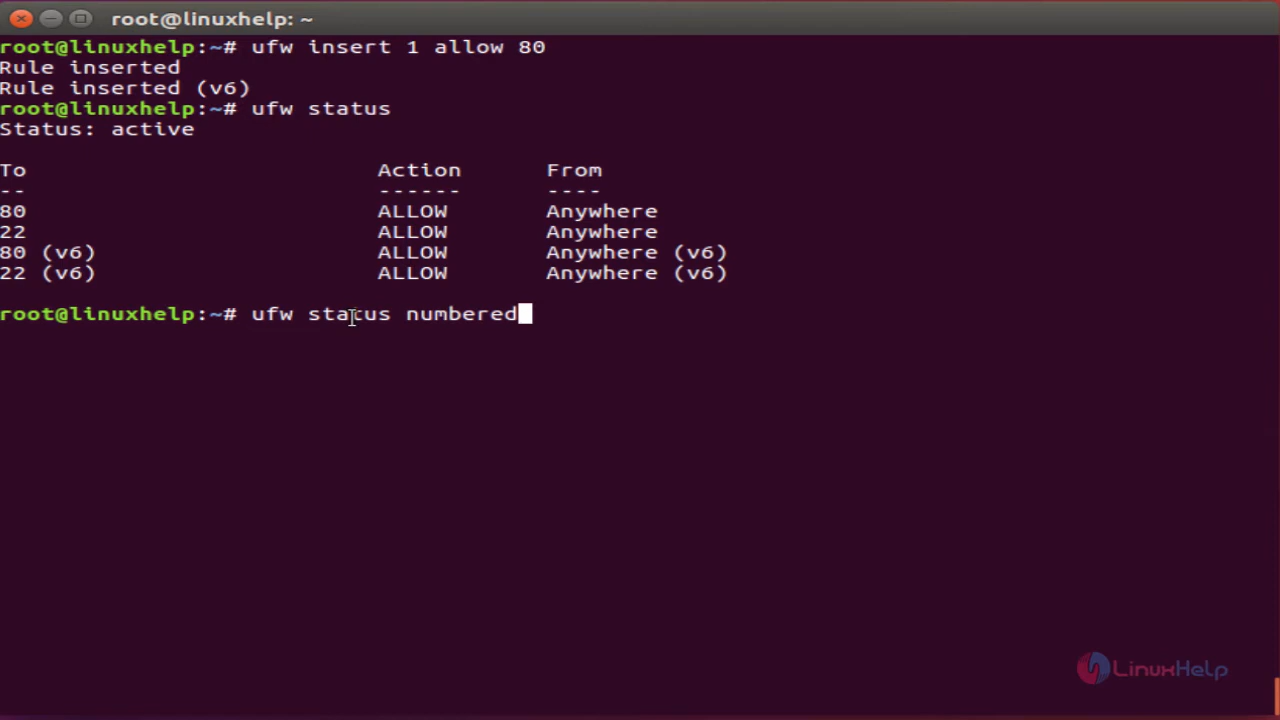 root@linuxhelp: ~
root@linuxhelp:~# ufw insert 1 allow 80
Rule inserted
Rule inserted (v6)
root@linuxhelp:~# ufw status
Status: active
To Action From
-- ------ ----
80 ALLOW Anywhere
22 ALLOW Anywhere
80 (v6) ALLOW Anywhere (v6)
22 (v6) ALLOW Anywhere (v6)
root@linuxhelp:~# ufw status numbered
LinuxHelp